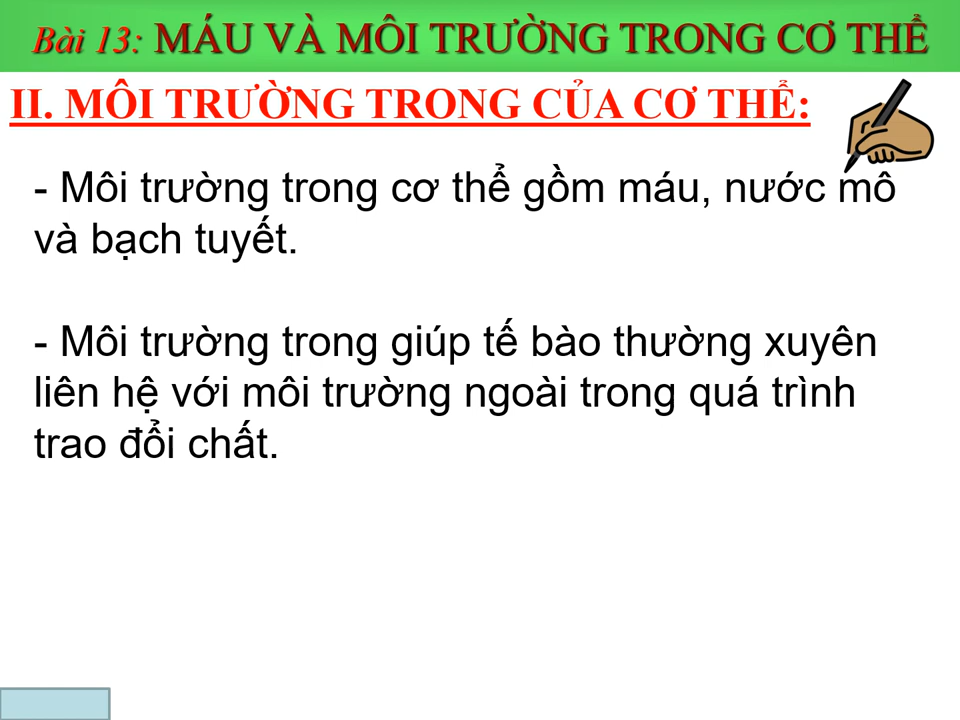 Bài 13: MÁU VÀ MÔI TRƯỜNG TRONG CƠ THỂ
II. MÔI TRƯỜNG TRONG CỦA CƠ THỂ:
- Môi trường trong cơ thể gồm máu, nước mô
và bạch tuyết.
- Môi trường trong giúp tế bào thường xuyên
liên hệ với môi trường ngoài trong quá trình
trao đổi chất.